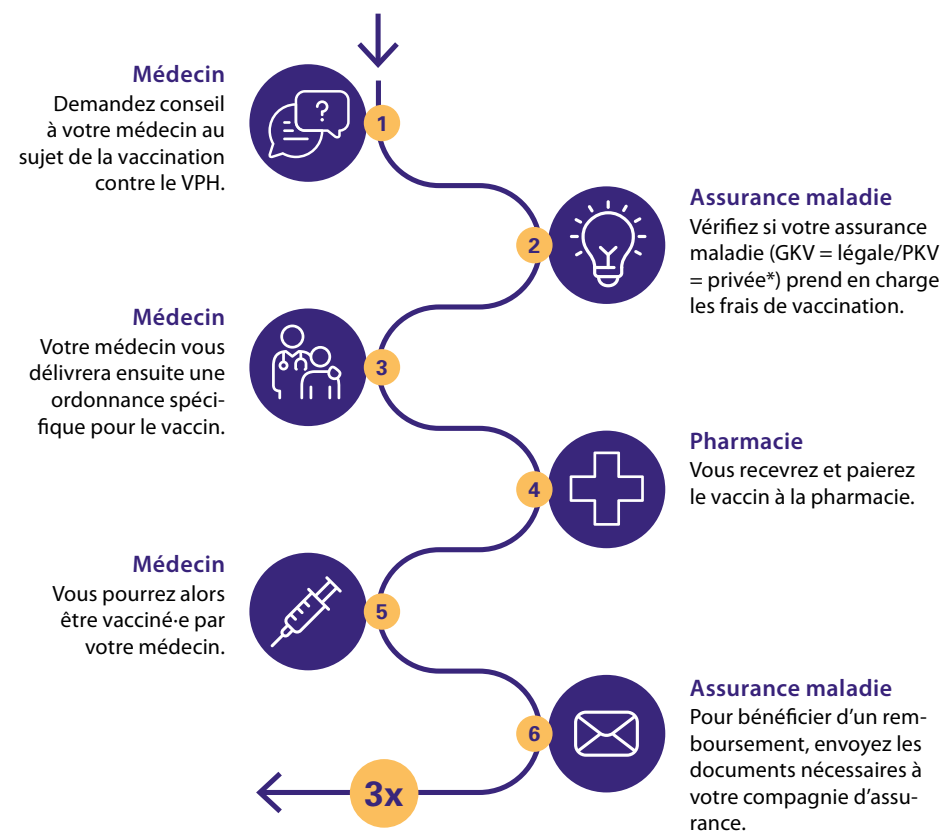 Médecin
Demandez conseil
à votre médecin au
sujet de la vaccination
contre le VPH.
?
1
Assurance maladie
Vérifiez si votre assurance
maladie (GKV = légale/PKV
= privée*) prend en charge
les frais de vaccination.
2
Médecin
Votre médecin vous
délivrera ensuite une
ordonnance spéci-
fique pour le vaccin.
3
Pharmacie
Vous recevrez et paierez
le vaccin à la pharmacie.
4
Médecin
Vous pourrez alors
être vacciné·e par
votre médecin.
5
Assurance maladie
Pour bénéficier d’un rem-
boursement, envoyez les
documents nécessaires à
votre compagnie d’assu-
rance.
6
3x